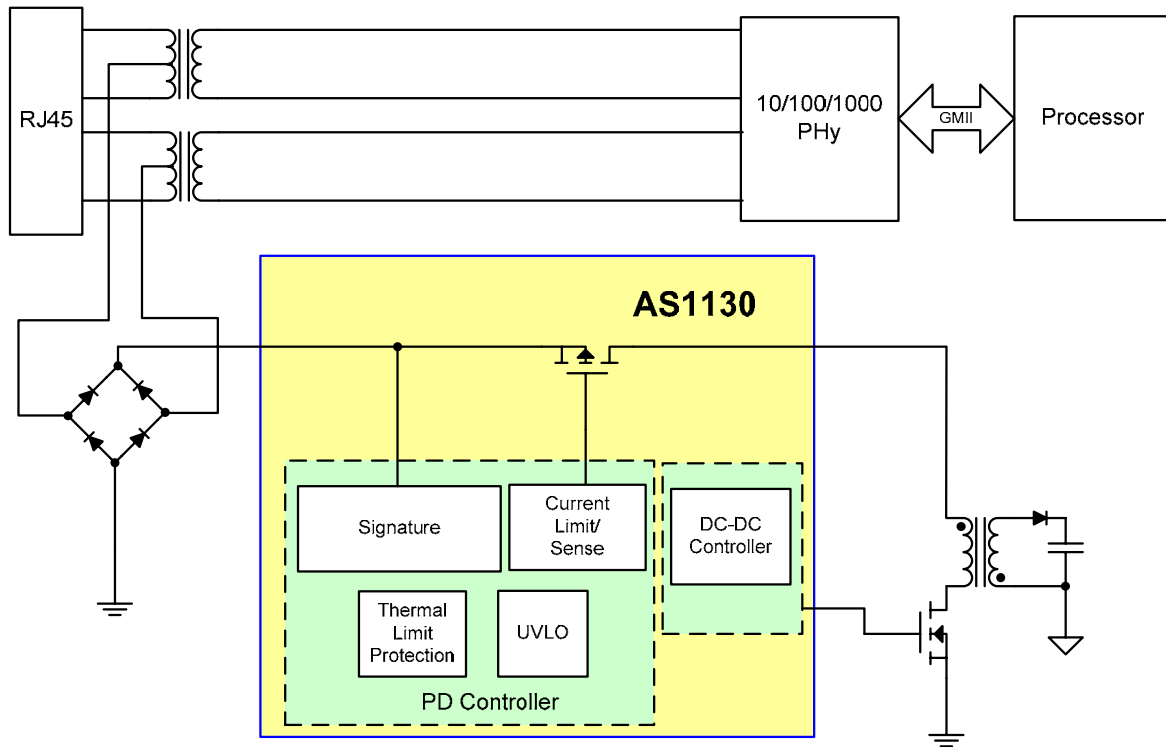 RJ45
10/100/1000
PHy
GMII
Processor
AS1130
Signature
Current
Limit/
Sense
DC-DC
Controller
Thermal
Limit
Protection
UVLO
PD Controller